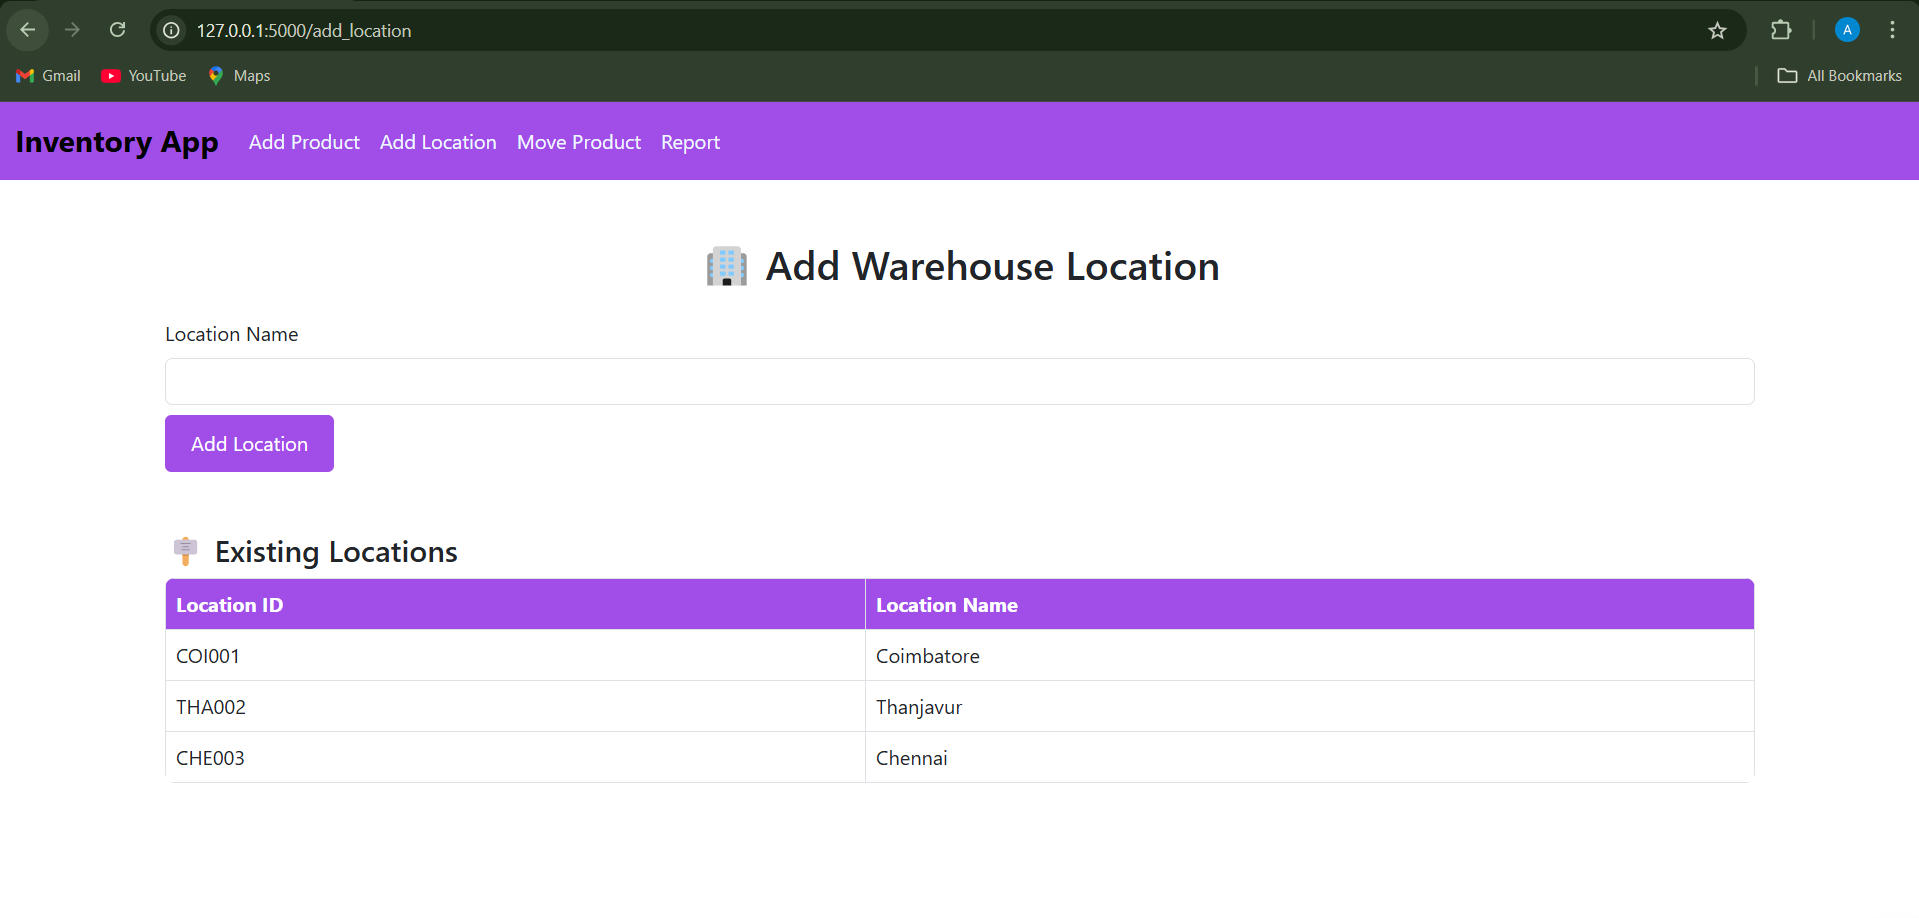 127.0.0.1:5000/add_location
A
Gmail YouTube Maps All Bookmarks
Inventory App Add Product Add Location Move Product Report
Add Warehouse Location
Location Name
Add Location
Existing Locations
Location ID Location Name
COI001 Coimbatore
THA002 Thanjavur
CHE003 Chennai